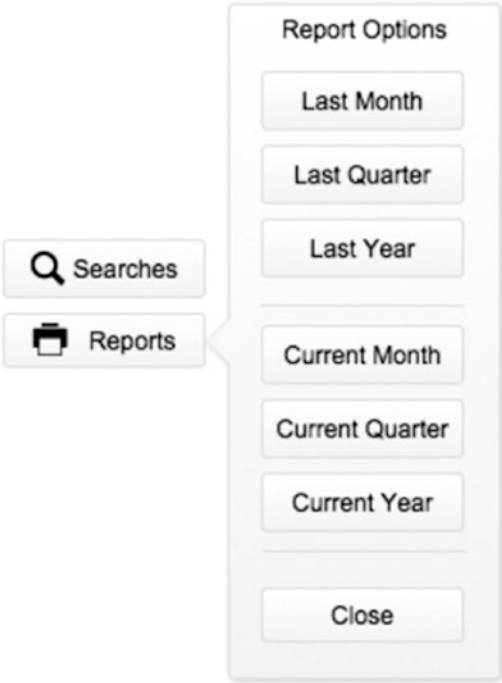 Report Options
Last Month
Last Quarter
Last Year
Searches
Reports
Current Month
Current Quarter
Current Year
Close